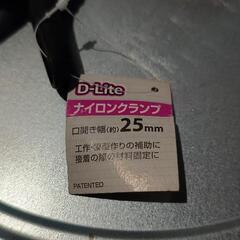 D-Lite
ナイロンクランプ
口開き幅(約)25mm
工作・模型作りの補助に
接着の際の材料固定に
PATENTED